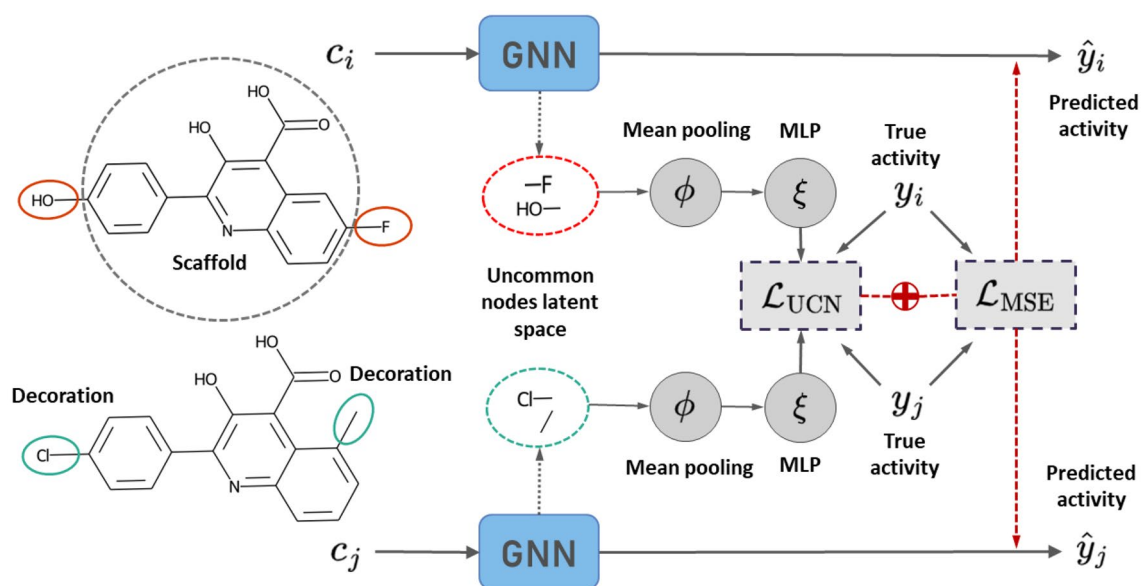 c_i
GNN
ŷ_i
Predicted
activity
HO
O
HO
HO
N
F
Scaffold
Mean pooling
MLP
True
activity
–F
HO–
ϕ
ξ
y_i
Uncommon
nodes latent
space
ℒ_UCN
+
ℒ_MSE
HO
O
HO
Decoration
Decoration
Cl
N
Cl–
ϕ
ξ
y_j
Mean pooling
MLP
True
activity
Predicted
activity
c_j
GNN
ŷ_j